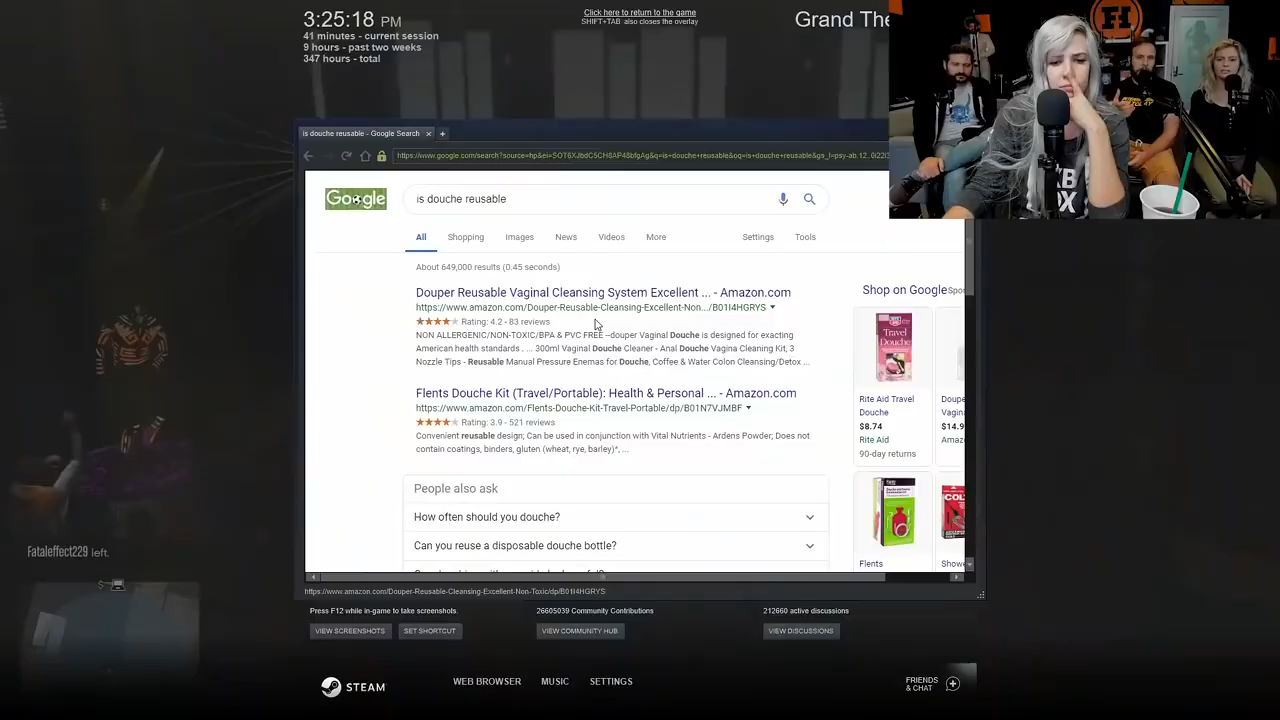 3:25:18 PM
41 minutes - current session
9 hours - past two weeks
347 hours - total
Click here to return to the game
SHIFT+TAB also closes the overlay
Grand The
is douche reusable - Google Search
Google
is douche reusable
All Shopping Images News Videos More Settings Tools
About 649,000 results (0.45 seconds)
Douper Reusable Vaginal Cleansing System Excellent ... - Amazon.com
https://www.amazon.com/Douper-Reusable-Cleansing-Excellent-Non.../B01I4HGRYS
Rating: 4.2 - 83 reviews
NON ALLERGENIC/NON-TOXIC/BPA & PVC FREE --douper Vaginal Douche is designed for exacting
American health standards . ... 300ml Vaginal Douche Cleaner - Anal Douche Vagina Cleaning Kit, 3
Nozzle Tips - Reusable Manual Pressure Enemas for Douche, Coffee & Water Colon Cleansing/Detox ...
Flents Douche Kit (Travel/Portable): Health & Personal ... - Amazon.com
https://www.amazon.com/Flents-Douche-Kit-Travel-Portable/dp/B01N7VJMBF
Rating: 3.9 - 521 reviews
Convenient reusable design; Can be used in conjunction with Vital Nutrients - Ardens Powder; Does not
contain coatings, binders, gluten (wheat, rye, barley)*, ...
People also ask
How often should you douche?
Can you reuse a disposable douche bottle?
Shop on Google Spo
Travel
Douche
Rite Aid Travel
Douche
$8.74
Rite Aid
90-day returns
Doupe
Vagin
$14.9
Amaz
Flents
Showe
Fataleffect229 left.
https://www.amazon.com/Douper-Reusable-Cleansing-Excellent-Non-Toxic/dp/B01I4HGRYS
Press F12 while in-game to take screenshots.
VIEW SCREENSHOTS SET SHORTCUT
26605039 Community Contributions
VIEW COMMUNITY HUB
212660 active discussions
VIEW DISCUSSIONS
STEAM
WEB BROWSER MUSIC SETTINGS
FRIENDS
& CHAT